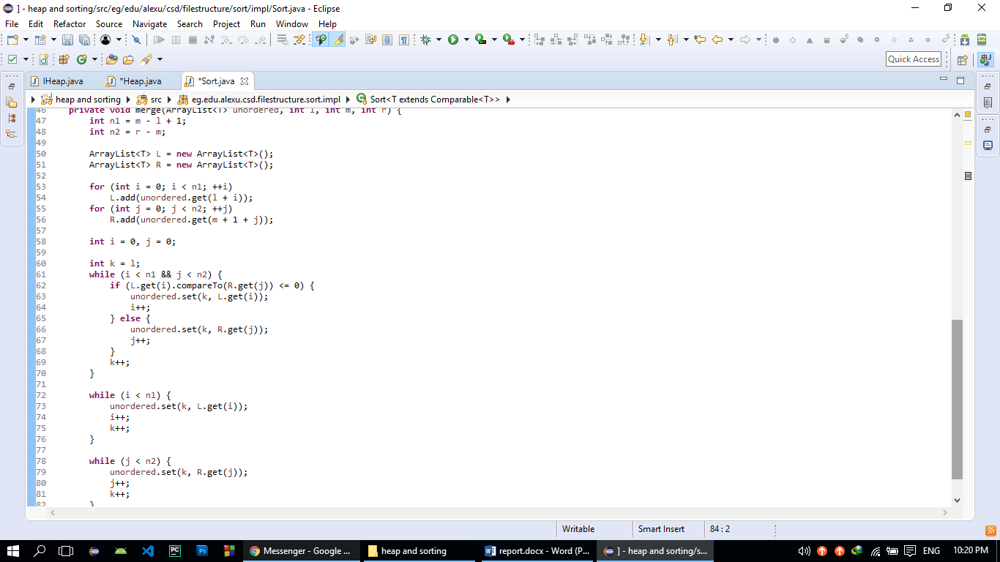 ] - heap and sorting/src/eg/edu/alexu/csd/filestructure/sort/impl/Sort.java - Eclipse
File Edit Refactor Source Navigate Search Project Run Window Help
Quick Access
IHeap.java *Heap.java *Sort.java
heap and sorting src eg.edu.alexu.csd.filestructure.sort.impl Sort<T extends Comparable<T>>
46 private void merge(ArrayList<T> unordered, int l, int m, int r) {
47 int n1 = m - l + 1;
48 int n2 = r - m;
49
50 ArrayList<T> L = new ArrayList<T>();
51 ArrayList<T> R = new ArrayList<T>();
52
53 for (int i = 0; i < n1; ++i)
54 L.add(unordered.get(l + i));
55 for (int j = 0; j < n2; ++j)
56 R.add(unordered.get(m + 1 + j));
57
58 int i = 0, j = 0;
59
60 int k = l;
61 while (i < n1 && j < n2) {
62 if (L.get(i).compareTo(R.get(j)) <= 0) {
63 unordered.set(k, L.get(i));
64 i++;
65 } else {
66 unordered.set(k, R.get(j));
67 j++;
68 }
69 k++;
70 }
71
72 while (i < n1) {
73 unordered.set(k, L.get(i));
74 i++;
75 k++;
76 }
77
78 while (j < n2) {
79 unordered.set(k, R.get(j));
80 j++;
81 k++;
82 }
Writable Smart Insert 84 : 2
Messenger - Google ... heap and sorting report.docx - Word (P... ] - heap and sorting/s... ENG 10:20 PM